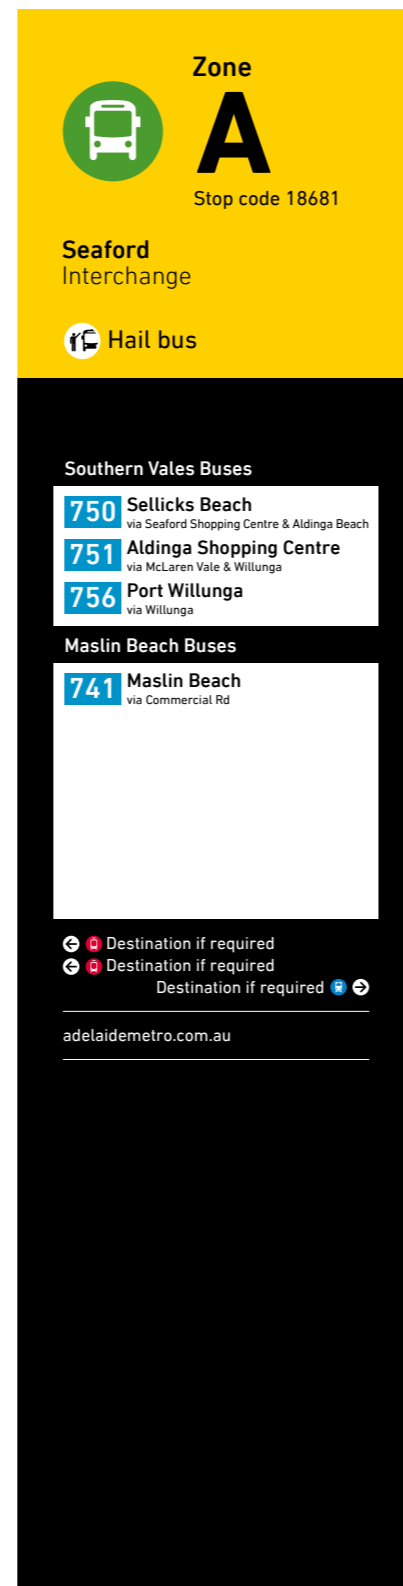 Zone
A
Stop code 18681
Seaford
Interchange
Hail bus
Southern Vales Buses
750 Sellicks Beach
via Seaford Shopping Centre & Aldinga Beach
751 Aldinga Shopping Centre
via McLaren Vale & Willunga
756 Port Willunga
via Willunga
Maslin Beach Buses
741 Maslin Beach
via Commercial Rd
Destination if required
Destination if required
Destination if required
adelaidemetro.com.au